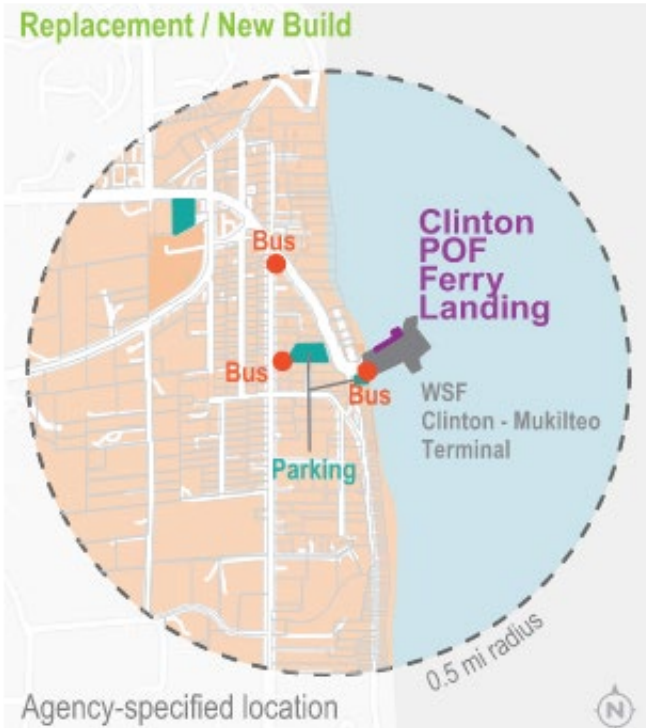 Replacement / New Build
Clinton
POF
Ferry
Landing
Bus
Bus
Bus
WSF
Clinton - Mukilteo
Terminal
Parking
0.5 mi radius
Agency-specified location
N